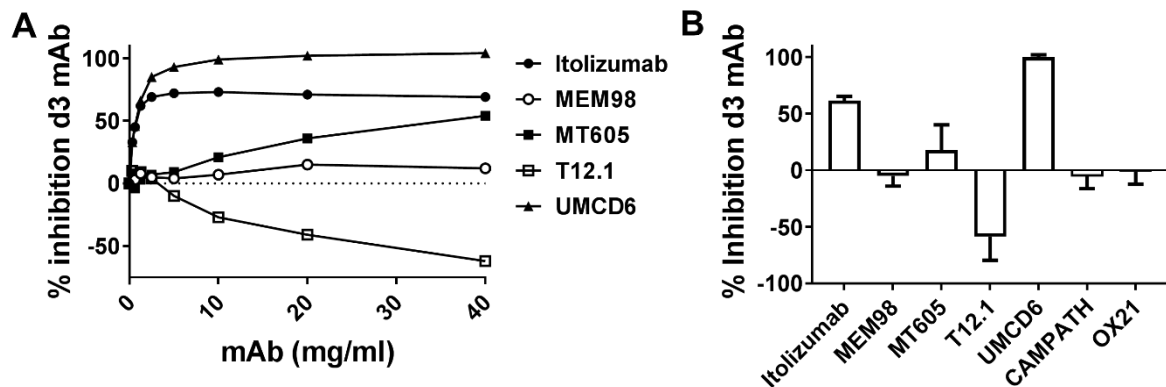 A
% inhibition d3 mAb
100
50
0
-50
0
10
20
30
40
mAb (mg/ml)
Itolizumab
MEM98
MT605
T12.1
UMCD6
B
% Inhibition d3 mAb
100
50
0
-50
-100
Itolizumab
MEM98
MT605
T12.1
UMCD6
CAMPATH
OX21